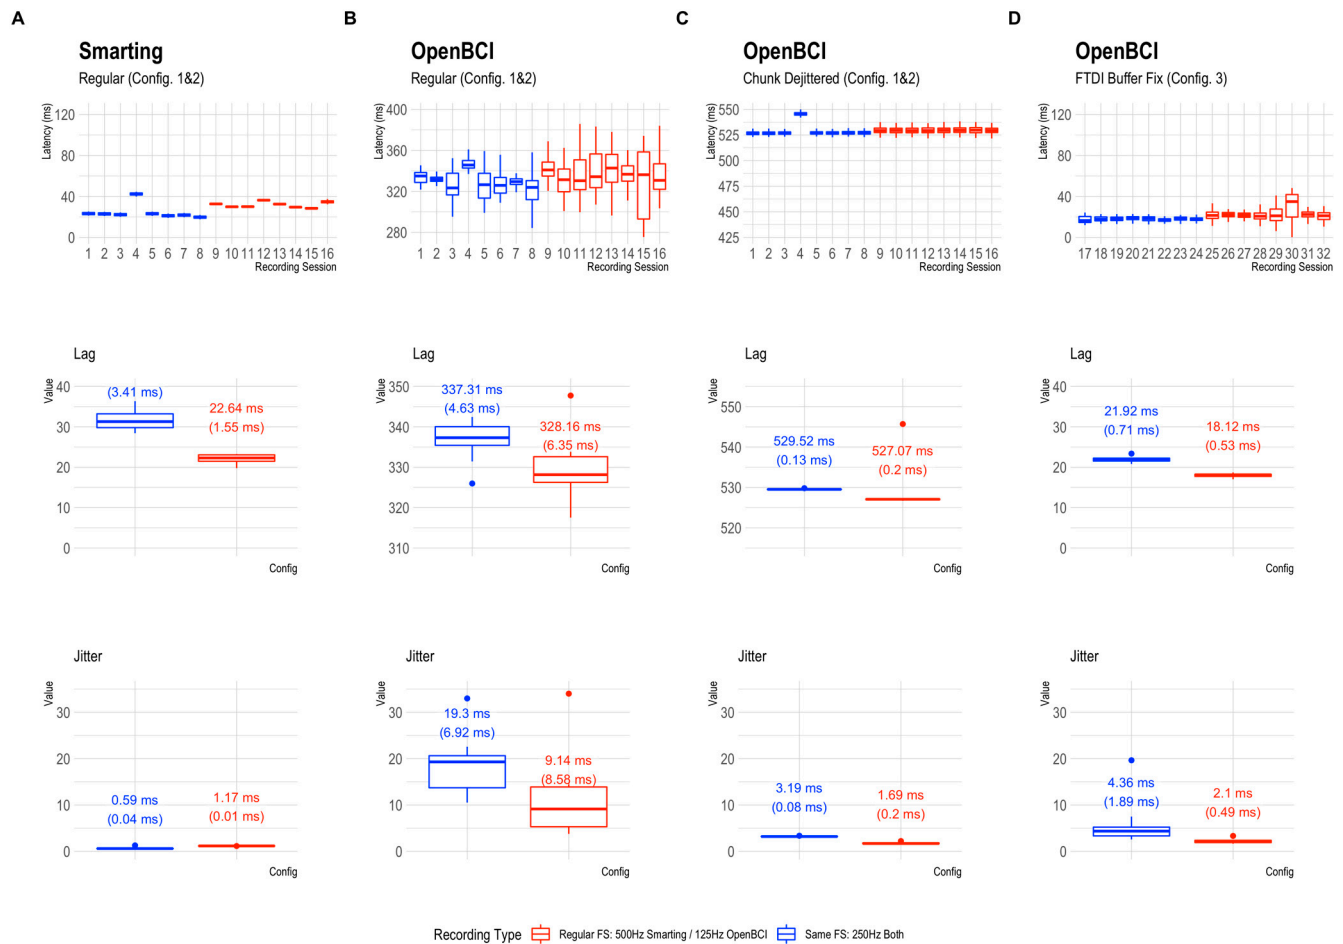 A
B
C
D
Smarting
OpenBCI
OpenBCI
OpenBCI
Regular (Config. 1&2)
Regular (Config. 1&2)
Chunk Dejittered (Config. 1&2)
FTDI Buffer Fix (Config. 3)
Latency (ms)
120
80
40
0
1 2 3 4 5 6 7 8 9 10 11 12 13 14 15 16
Recording Session
Latency (ms)
400
360
320
280
1 2 3 4 5 6 7 8 9 10 11 12 13 14 15 16
Recording Session
Latency (ms)
550
525
500
475
450
425
1 2 3 4 5 6 7 8 9 10 11 12 13 14 15 16
Recording Session
Latency (ms)
120
80
40
0
17 18 19 20 21 22 23 24 25 26 27 28 29 30 31 32
Recording Session
Lag
Value
40
30
20
10
0
(3.41 ms)
22.64 ms
(1.55 ms)
Config
Lag
Value
350
340
330
320
310
337.31 ms
(4.63 ms)
328.16 ms
(6.35 ms)
Config
Lag
Value
550
540
530
520
529.52 ms
(0.13 ms)
527.07 ms
(0.2 ms)
Config
Lag
Value
40
30
20
10
0
21.92 ms
(0.71 ms)
18.12 ms
(0.53 ms)
Config
Jitter
Value
30
20
10
0
0.59 ms
(0.04 ms)
1.17 ms
(0.01 ms)
Config
Jitter
Value
30
20
10
0
19.3 ms
(6.92 ms)
9.14 ms
(8.58 ms)
Config
Jitter
Value
30
20
10
0
3.19 ms
(0.08 ms)
1.69 ms
(0.2 ms)
Config
Jitter
Value
30
20
10
0
4.36 ms
(1.89 ms)
2.1 ms
(0.49 ms)
Config
Recording Type Regular FS: 500Hz Smarting / 125Hz OpenBCI Same FS: 250Hz Both